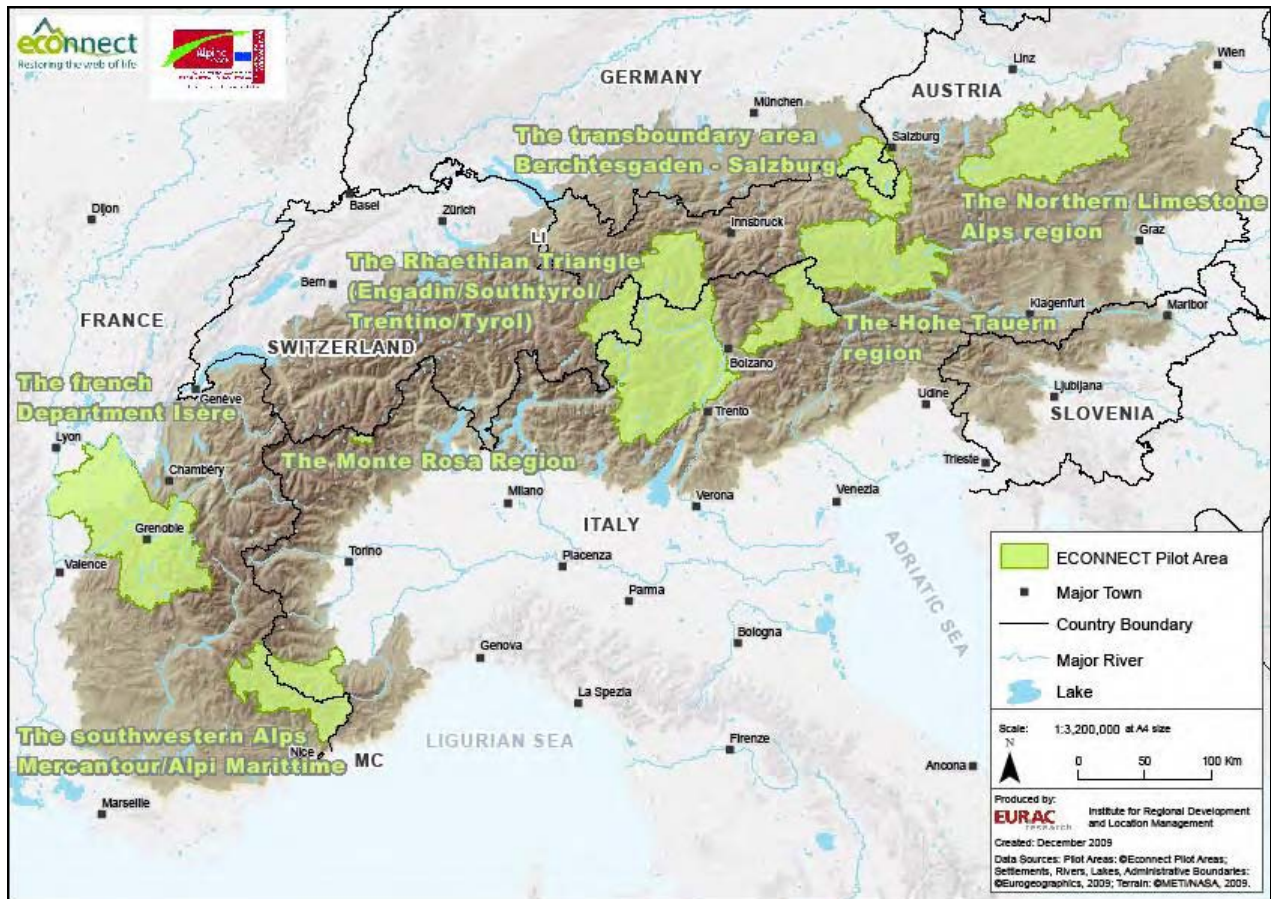 econnect
Restoring the web of life
Alpine
GERMANY
Linz
Wien
AUSTRIA
München
The transboundary area
Berchtesgaden - Salzburg
Salzburg
The Northern Limestone
Alps region
Dijon
Basel
Zürich
LI
Innsbruck
Graz
The Rhaethian Triangle
(Engadin/Southtyrol/
Trentino/Tyrol)
Bern
FRANCE
SWITZERLAND
Klagenfurt
Maribor
The Hohe Tauern
region
Bolzano
The french
Department Isère
Genève
Trento
Udine
Ljubljana
SLOVENIA
Lyon
Chambéry
The Monte Rosa Region
Trieste
Milano
Verona
Venezia
Grenoble
ITALY
Valence
Torino
Piacenza
Parma
ADRIATIC SEA
Bologna
Genova
La Spezia
The southwestern Alps
Mercantour/Alpi Marittime
Nice
MC
LIGURIAN SEA
Firenze
Ancona
Marseille
ECONNECT Pilot Area
Major Town
Country Boundary
Major River
Lake
Scale: 1:3,200,000 at A4 size
N
0 50 100 Km
Produced by:
EURAC
research
Institute for Regional Development
and Location Management
Created: December 2009
Data Sources: Pilot Areas: ©Econnect Pilot Areas;
Settlements, Rivers, Lakes, Administrative Boundaries:
©Eurogeographics, 2009; Terrain: ©METI/NASA, 2009.